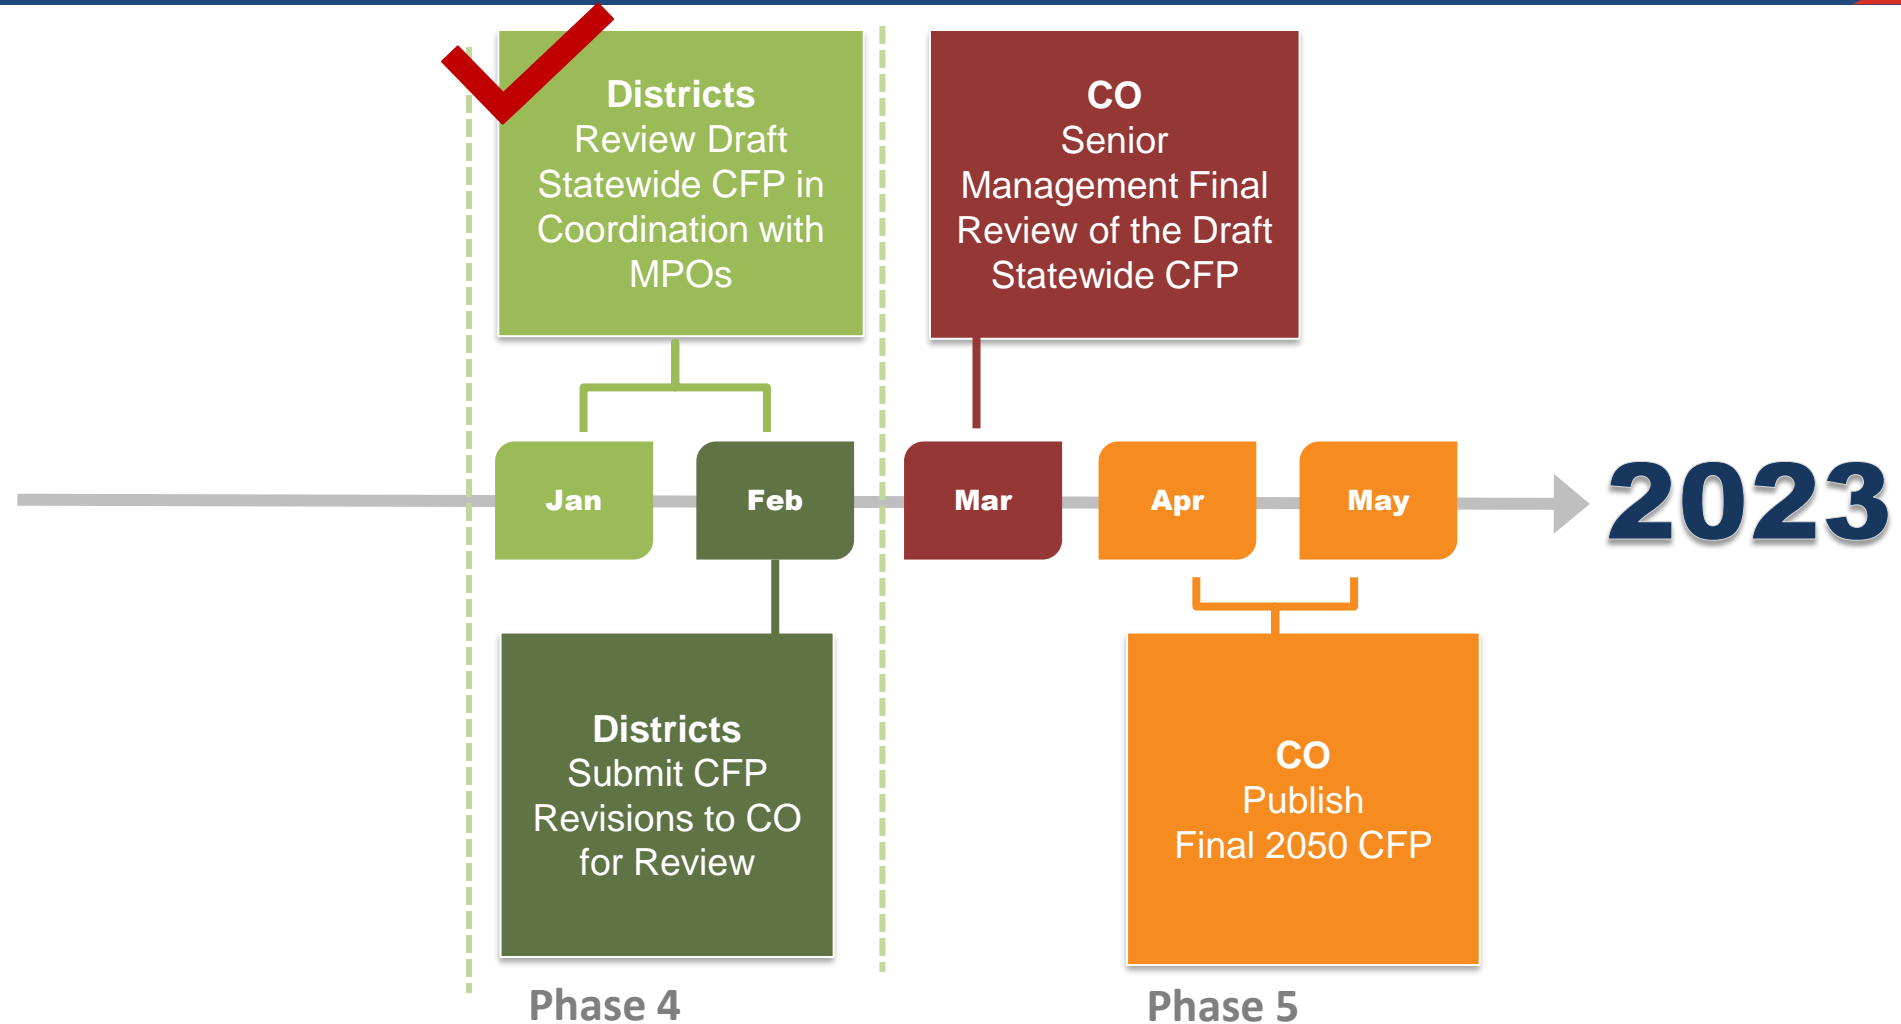 Districts
Review Draft
Statewide CFP in
Coordination with
MPOs
CO
Senior
Management Final
Review of the Draft
Statewide CFP
Jan
Feb
Mar
Apr
May
2023
Districts
Submit CFP
Revisions to CO
for Review
CO
Publish
Final 2050 CFP
Phase 4
Phase 5